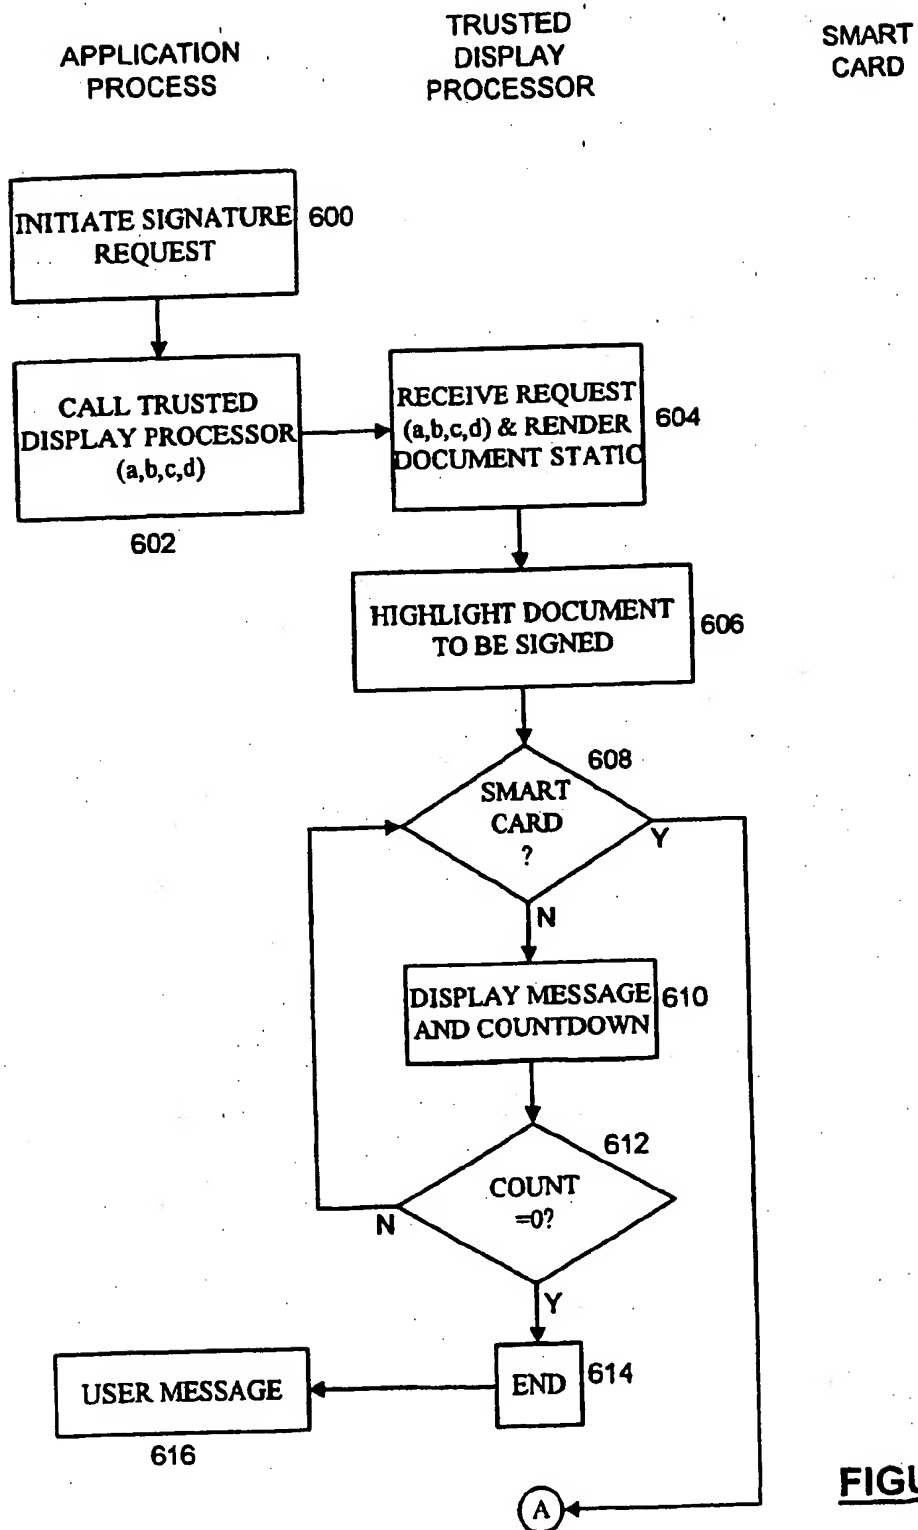 APPLICATION
PROCESS
TRUSTED
DISPLAY
PROCESSOR
SMART
CARD
INITIATE SIGNATURE
REQUEST
600
CALL TRUSTED
DISPLAY PROCESSOR
(a,b,c,d)
602
RECEIVE REQUEST
(a,b,c,d) & RENDER
DOCUMENT STATIC
604
HIGHLIGHT DOCUMENT
TO BE SIGNED
606
608
SMART
CARD
?
Y
N
DISPLAY MESSAGE
AND COUNTDOWN
610
612
COUNT
=0?
N
Y
END
614
USER MESSAGE
616
A
FIGU